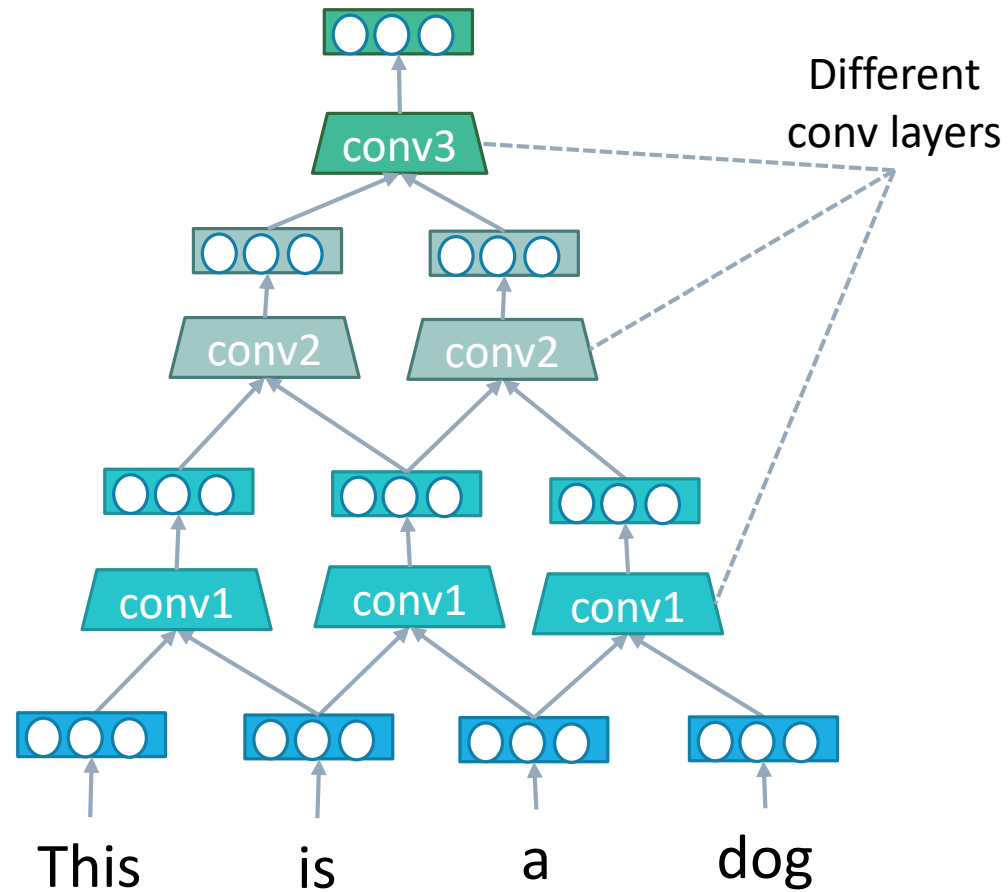 Different
conv layers
conv3
conv2 conv2
conv1 conv1 conv1
This is a dog